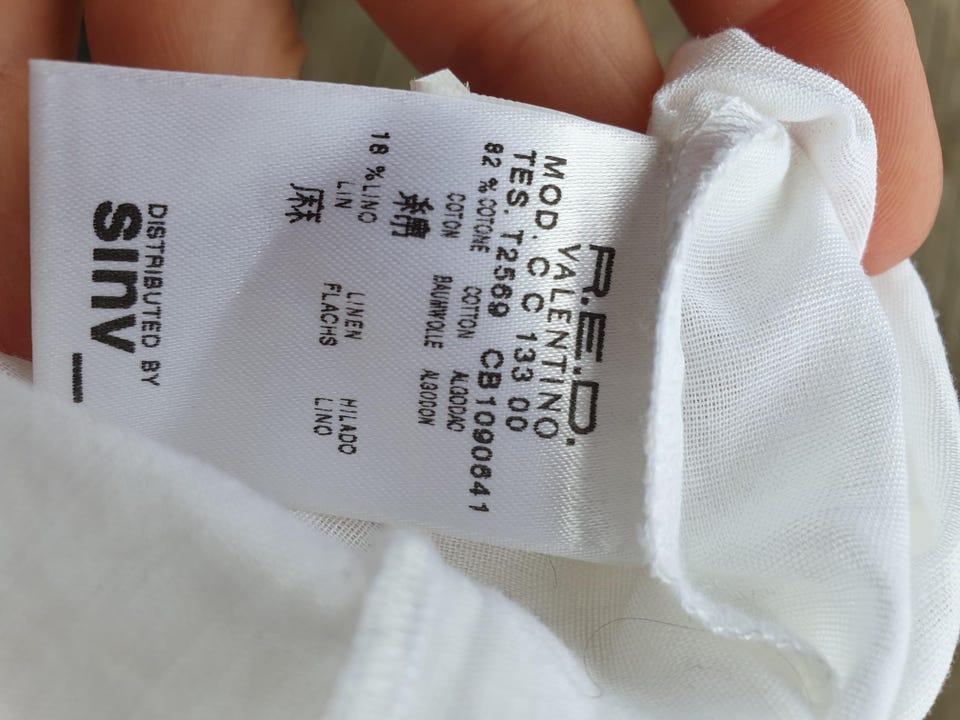 R.E.D.
VALENTINO
MOD. C C 133 00
TES. T2569 CB1090841
82 % COTONE COTTON ALGODAO
COTON BAUMWOLLE ALGODON
綿
18 % LINO LINEN HILADO
LIN FLACHS LINO
麻
DISTRIBUTED BY
sinv